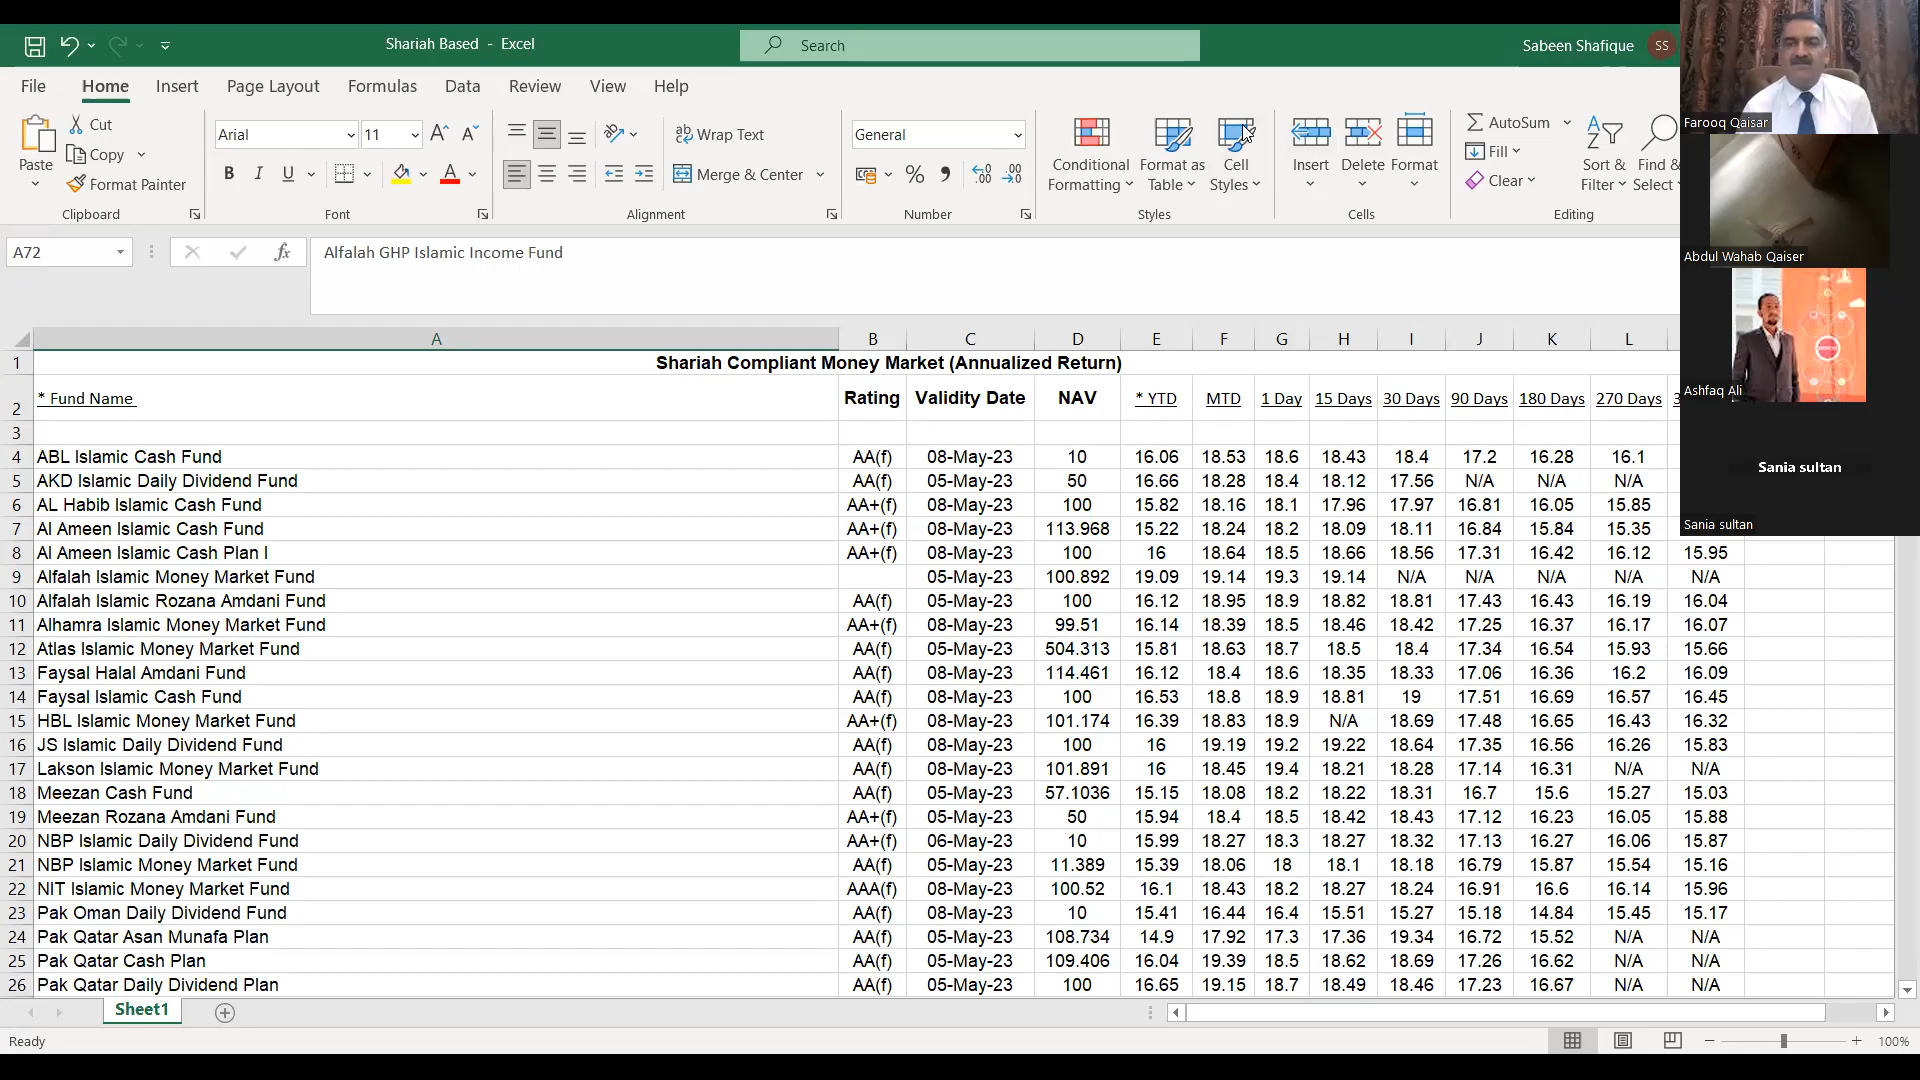 Shariah Based - Excel
Search
Sabeen Shafique SS
File Home Insert Page Layout Formulas Data Review View Help
Paste
Cut
Copy
Format Painter
Clipboard
Arial 11
B I U
Font
Wrap Text
Merge & Center
Alignment
General
Number
Conditional Formatting
Format as Table
Cell Styles
Styles
Insert Delete Format
Cells
AutoSum
Fill
Clear
Sort & Filter
Find & Select
Editing
A72 fx Alfalah GHP Islamic Income Fund
A B C D E F G H I J K L
1 Shariah Compliant Money Market (Annualized Return)
2 * Fund Name Rating Validity Date NAV * YTD MTD 1 Day 15 Days 30 Days 90 Days 180 Days 270 Days
3
4 ABL Islamic Cash Fund AA(f) 08-May-23 10 16.06 18.53 18.6 18.43 18.4 17.2 16.28 16.1
5 AKD Islamic Daily Dividend Fund AA(f) 05-May-23 50 16.66 18.28 18.4 18.12 17.56 N/A N/A N/A
6 AL Habib Islamic Cash Fund AA+(f) 08-May-23 100 15.82 18.16 18.1 17.96 17.97 16.81 16.05 15.85
7 Al Ameen Islamic Cash Fund AA+(f) 08-May-23 113.968 15.22 18.24 18.2 18.09 18.11 16.84 15.84 15.35
8 Al Ameen Islamic Cash Plan I AA+(f) 08-May-23 100 16 18.64 18.5 18.66 18.56 17.31 16.42 16.12 15.95
9 Alfalah Islamic Money Market Fund 05-May-23 100.892 19.09 19.14 19.3 19.14 N/A N/A N/A N/A N/A
10 Alfalah Islamic Rozana Amdani Fund AA(f) 05-May-23 100 16.12 18.95 18.9 18.82 18.81 17.43 16.43 16.19 16.04
11 Alhamra Islamic Money Market Fund AA+(f) 08-May-23 99.51 16.14 18.39 18.5 18.46 18.42 17.25 16.37 16.17 16.07
12 Atlas Islamic Money Market Fund AA(f) 05-May-23 504.313 15.81 18.63 18.7 18.5 18.4 17.34 16.54 15.93 15.66
13 Faysal Halal Amdani Fund AA(f) 08-May-23 114.461 16.12 18.4 18.6 18.35 18.33 17.06 16.36 16.2 16.09
14 Faysal Islamic Cash Fund AA(f) 08-May-23 100 16.53 18.8 18.9 18.81 19 17.51 16.69 16.57 16.45
15 HBL Islamic Money Market Fund AA+(f) 08-May-23 101.174 16.39 18.83 18.9 N/A 18.69 17.48 16.65 16.43 16.32
16 JS Islamic Daily Dividend Fund AA(f) 08-May-23 100 16 19.19 19.2 19.22 18.64 17.35 16.56 16.26 15.83
17 Lakson Islamic Money Market Fund AA(f) 08-May-23 101.891 16 18.45 19.4 18.21 18.28 17.14 16.31 N/A N/A
18 Meezan Cash Fund AA(f) 05-May-23 57.1036 15.15 18.08 18.2 18.22 18.31 16.7 15.6 15.27 15.03
19 Meezan Rozana Amdani Fund AA+(f) 05-May-23 50 15.94 18.4 18.5 18.42 18.43 17.12 16.23 16.05 15.88
20 NBP Islamic Daily Dividend Fund AA+(f) 06-May-23 10 15.99 18.27 18.3 18.27 18.32 17.13 16.27 16.06 15.87
21 NBP Islamic Money Market Fund AA(f) 05-May-23 11.389 15.39 18.06 18 18.1 18.18 16.79 15.87 15.54 15.16
22 NIT Islamic Money Market Fund AAA(f) 08-May-23 100.52 16.1 18.43 18.2 18.27 18.24 16.91 16.6 16.14 15.96
23 Pak Oman Daily Dividend Fund AA(f) 08-May-23 10 15.41 16.44 16.4 15.51 15.27 15.18 14.84 15.45 15.17
24 Pak Qatar Asan Munafa Plan AA(f) 05-May-23 108.734 14.9 17.92 17.3 17.36 19.34 16.72 15.52 N/A N/A
25 Pak Qatar Cash Plan AA(f) 05-May-23 109.406 16.04 19.39 18.5 18.62 18.69 17.26 16.62 N/A N/A
26 Pak Qatar Daily Dividend Plan AA(f) 05-May-23 100 16.65 19.15 18.7 18.49 18.46 17.23 16.67 N/A N/A
Sheet1
Ready
100%
Farooq Qaisar
Abdul Wahab Qaiser
Ashfaq Ali
Sania sultan
Sania sultan